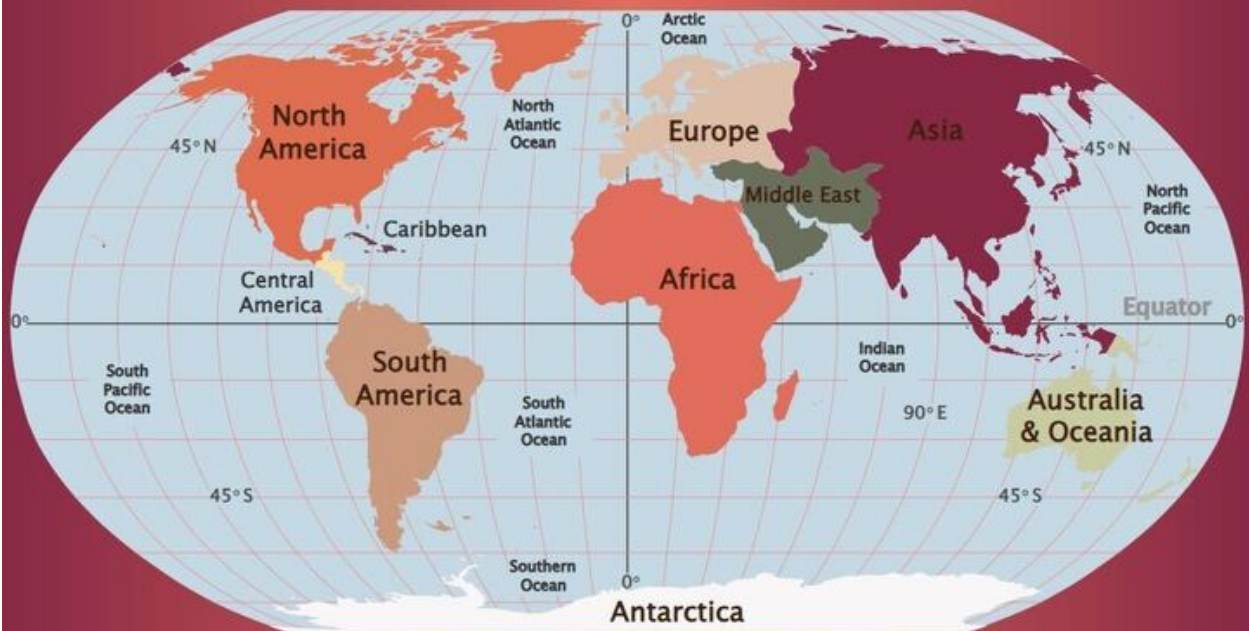 0°
Arctic
Ocean
North
America
North
Atlantic
Ocean
Europe
Asia
45°N
45°N
Middle East
North
Pacific
Ocean
Caribbean
Central
America
Africa
Equator
0°
0°
South
Pacific
Ocean
South
America
Indian
Ocean
South
Atlantic
Ocean
90°E
Australia
& Oceania
45°S
45°S
Southern
Ocean
0°
Antarctica